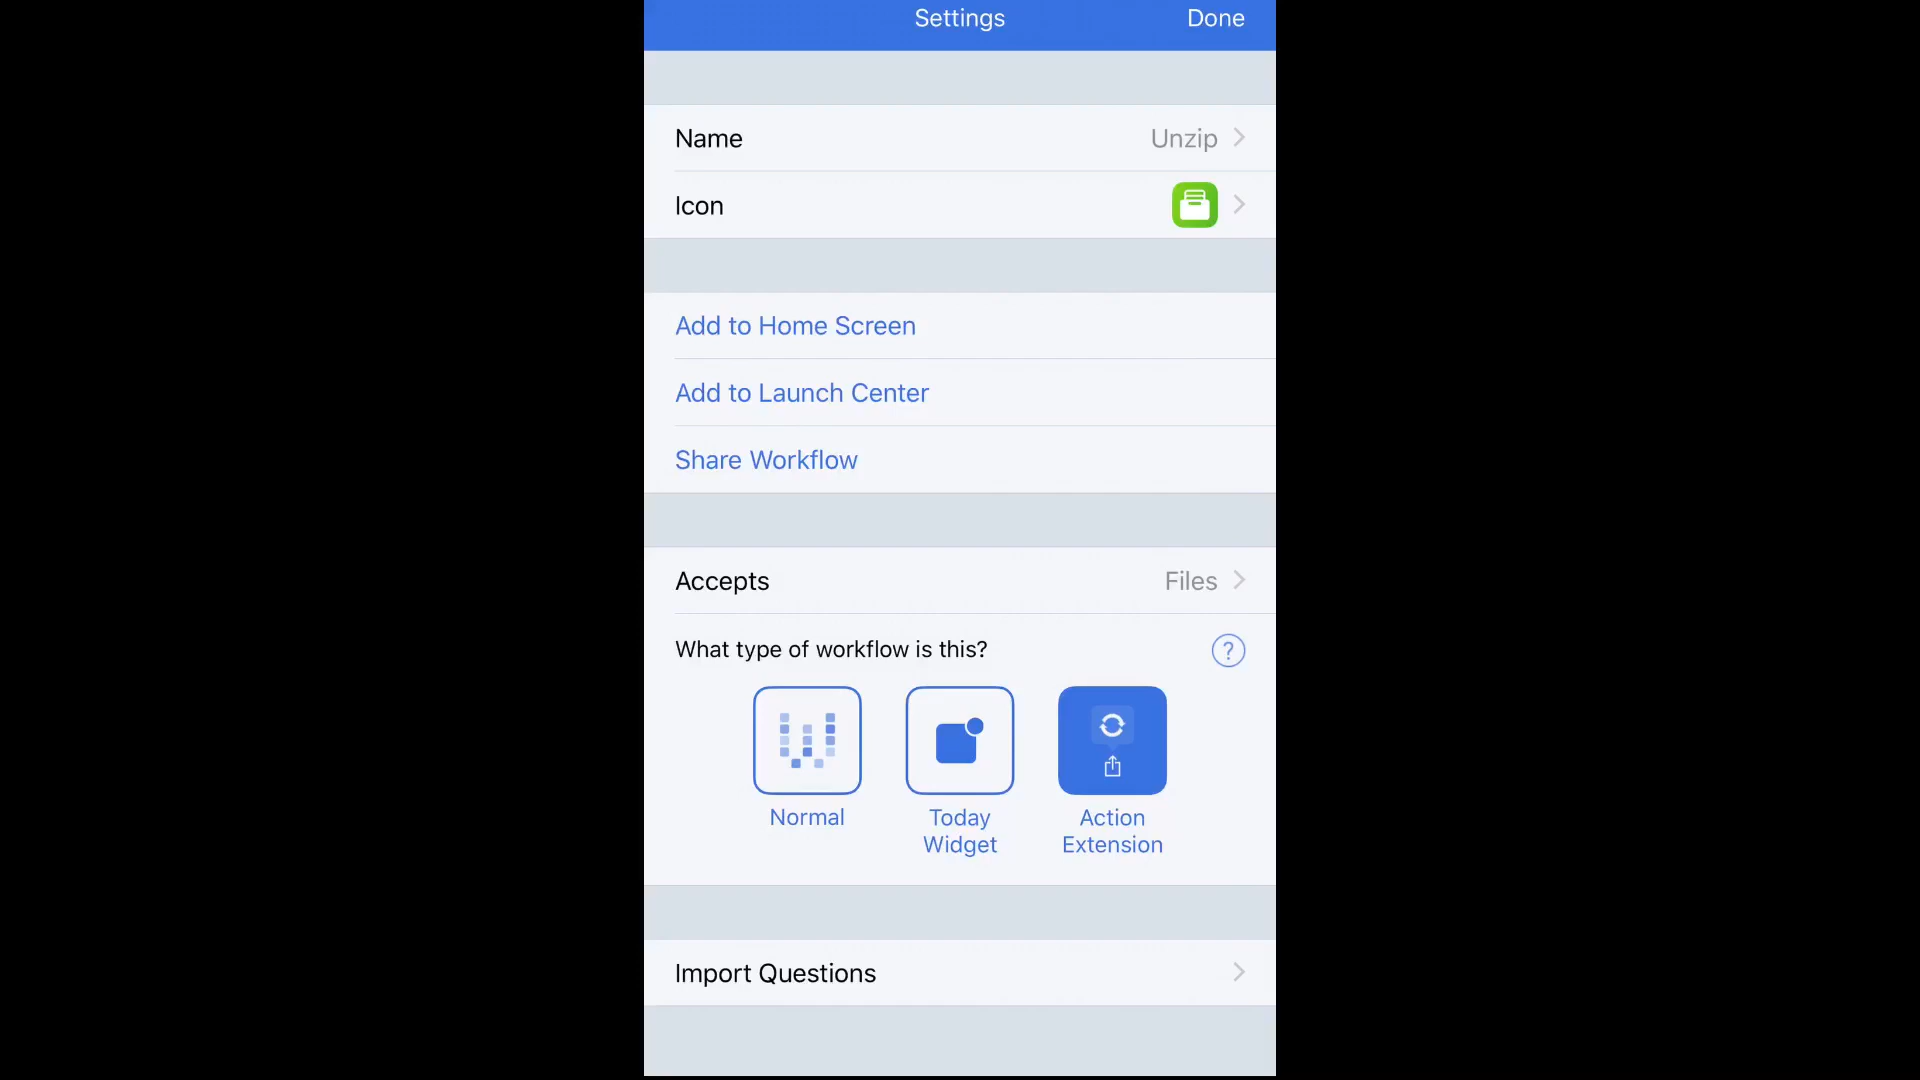 Settings Done
Name Unzip
Icon
Add to Home Screen
Add to Launch Center
Share Workflow
Accepts Files
What type of workflow is this? ?
Normal Today Action
Widget Extension
Import Questions